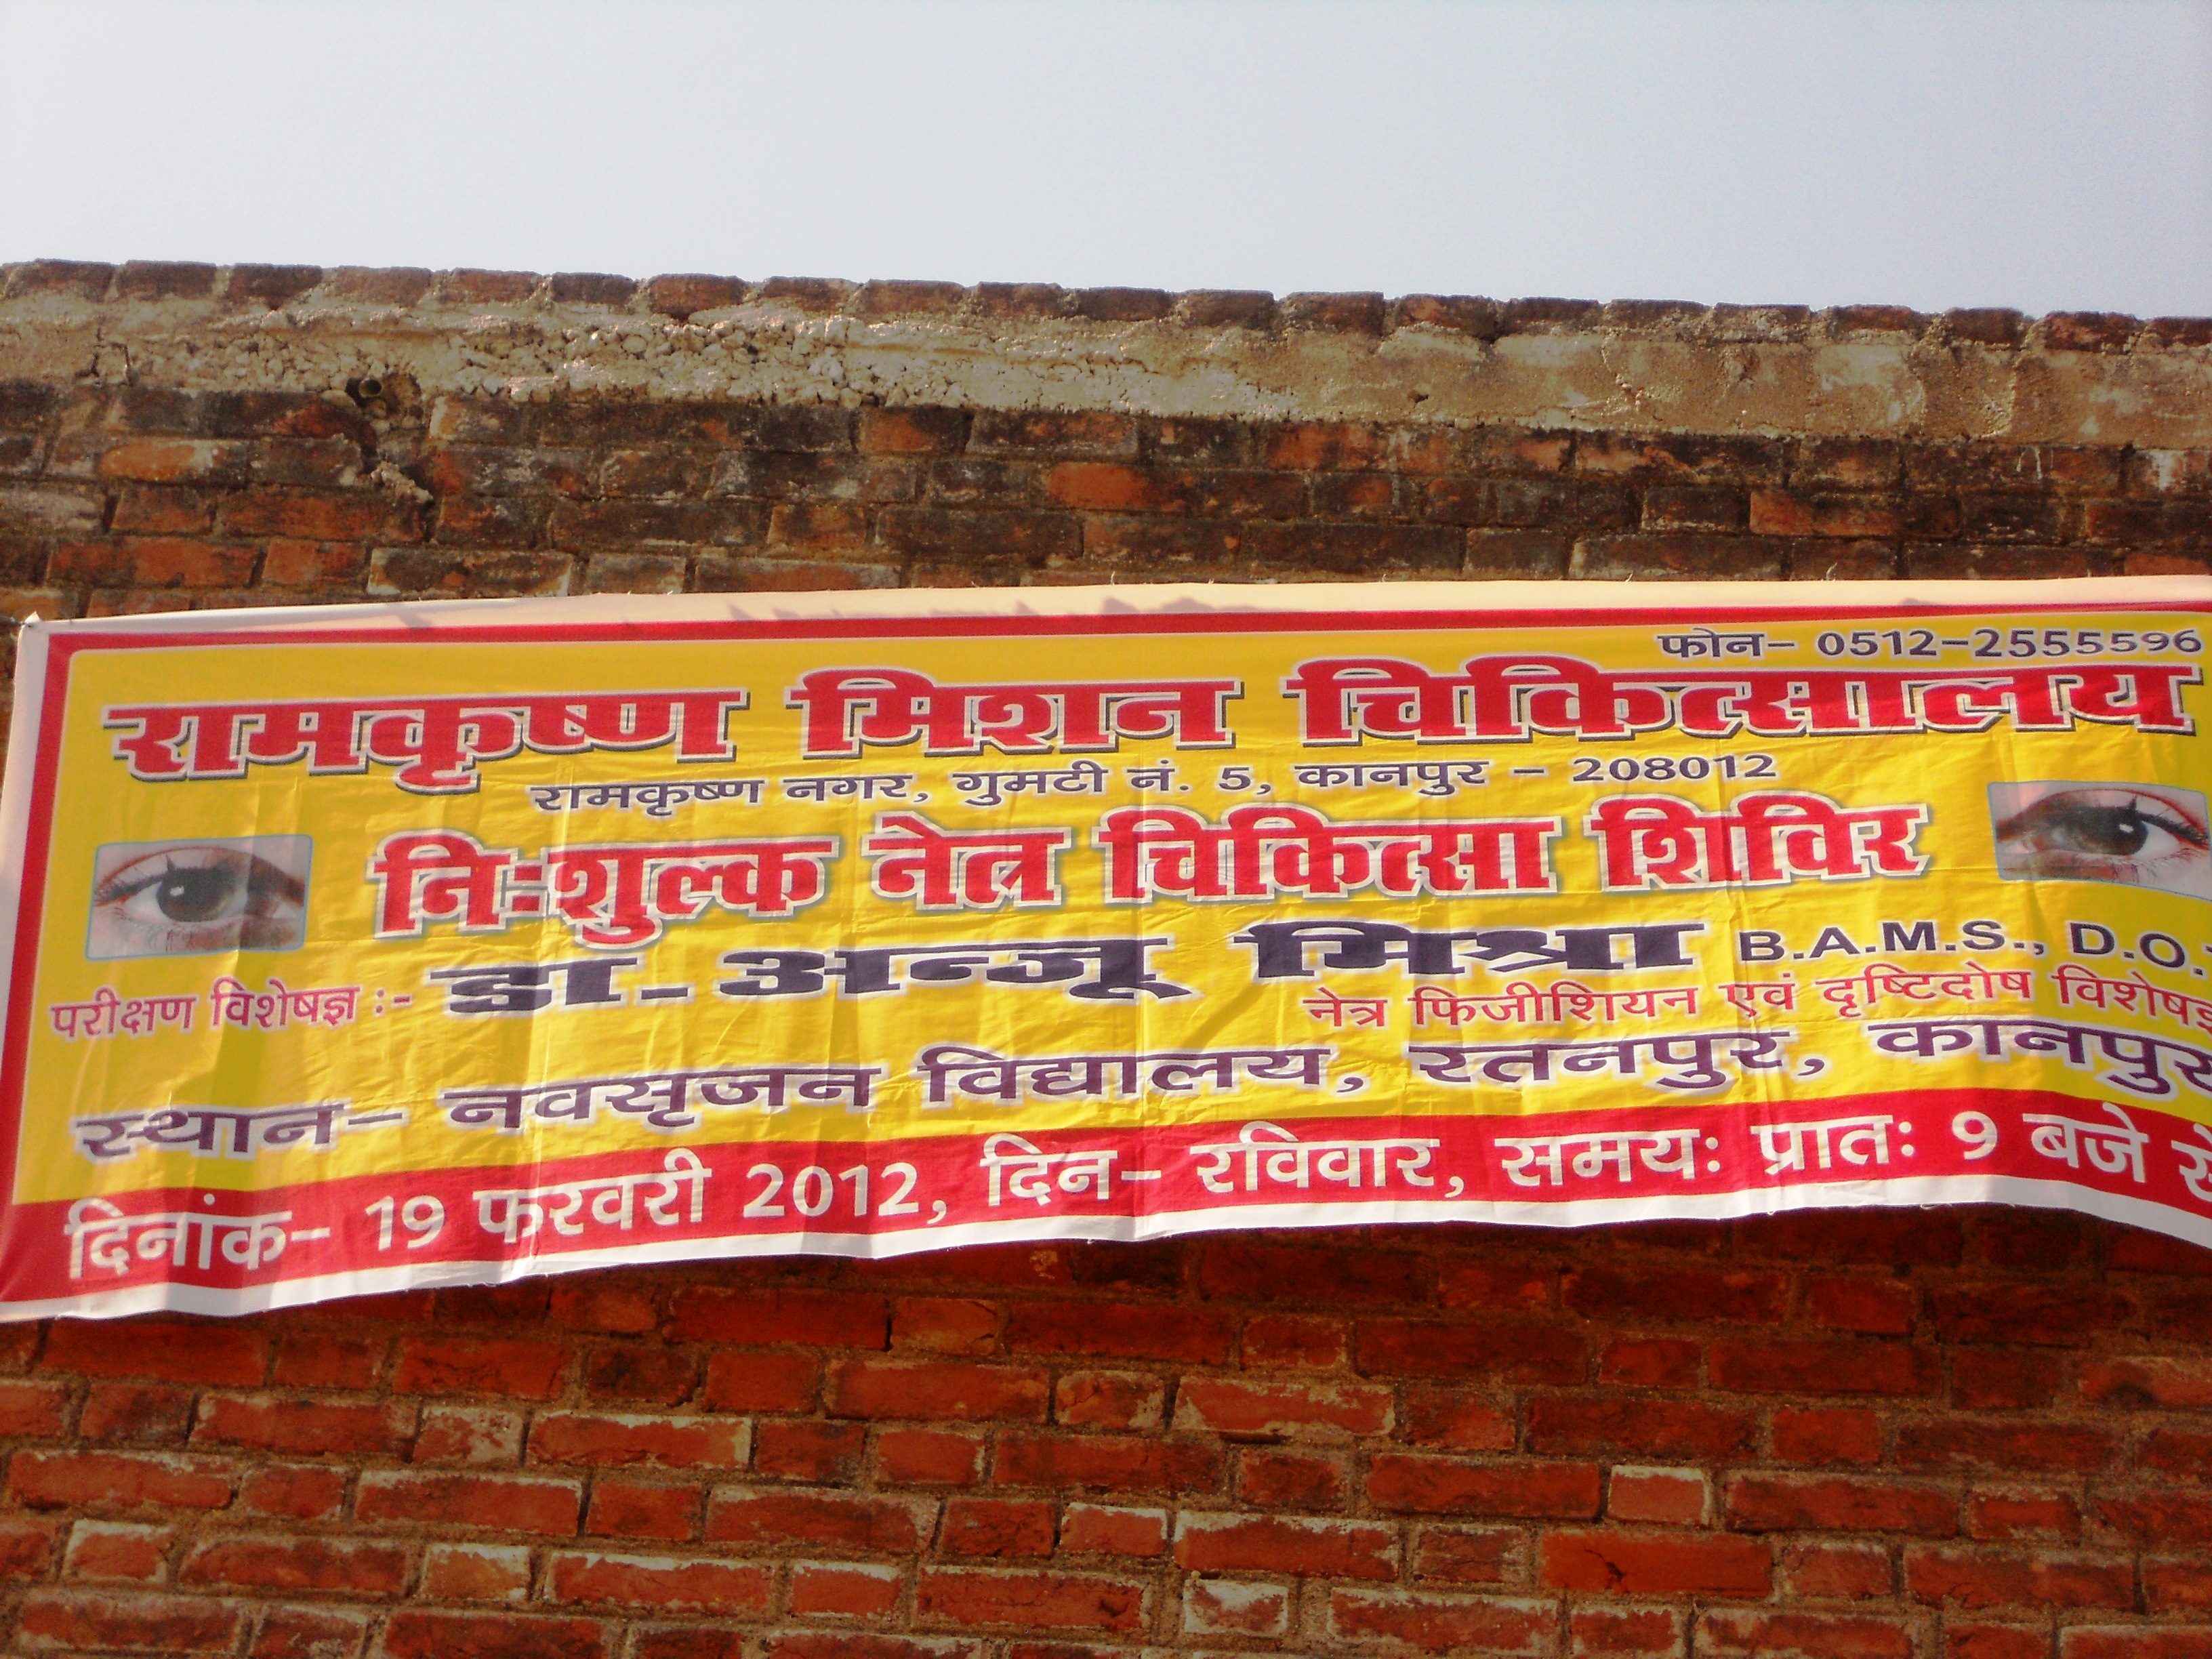 फोन- 0512-2555596
रामकृष्ण मिशन चिकित्सालय
रामकृष्ण नगर, गुमटी नं. 5, कानपुर - 208012
निःशुल्क नेत्र चिकित्सा शिविर
परीक्षण विशेषज्ञ :- डा. अन्जू मिश्रा B.A.M.S., D.O.
नेत्र फिजीशियन एवं दृष्टिदोष विशेषज्ञ
स्थान- नवसृजन विद्यालय, रतनपुर, कानपुर
दिनांक- 19 फरवरी 2012, दिन- रविवार, समयः प्रातः 9 बजे से